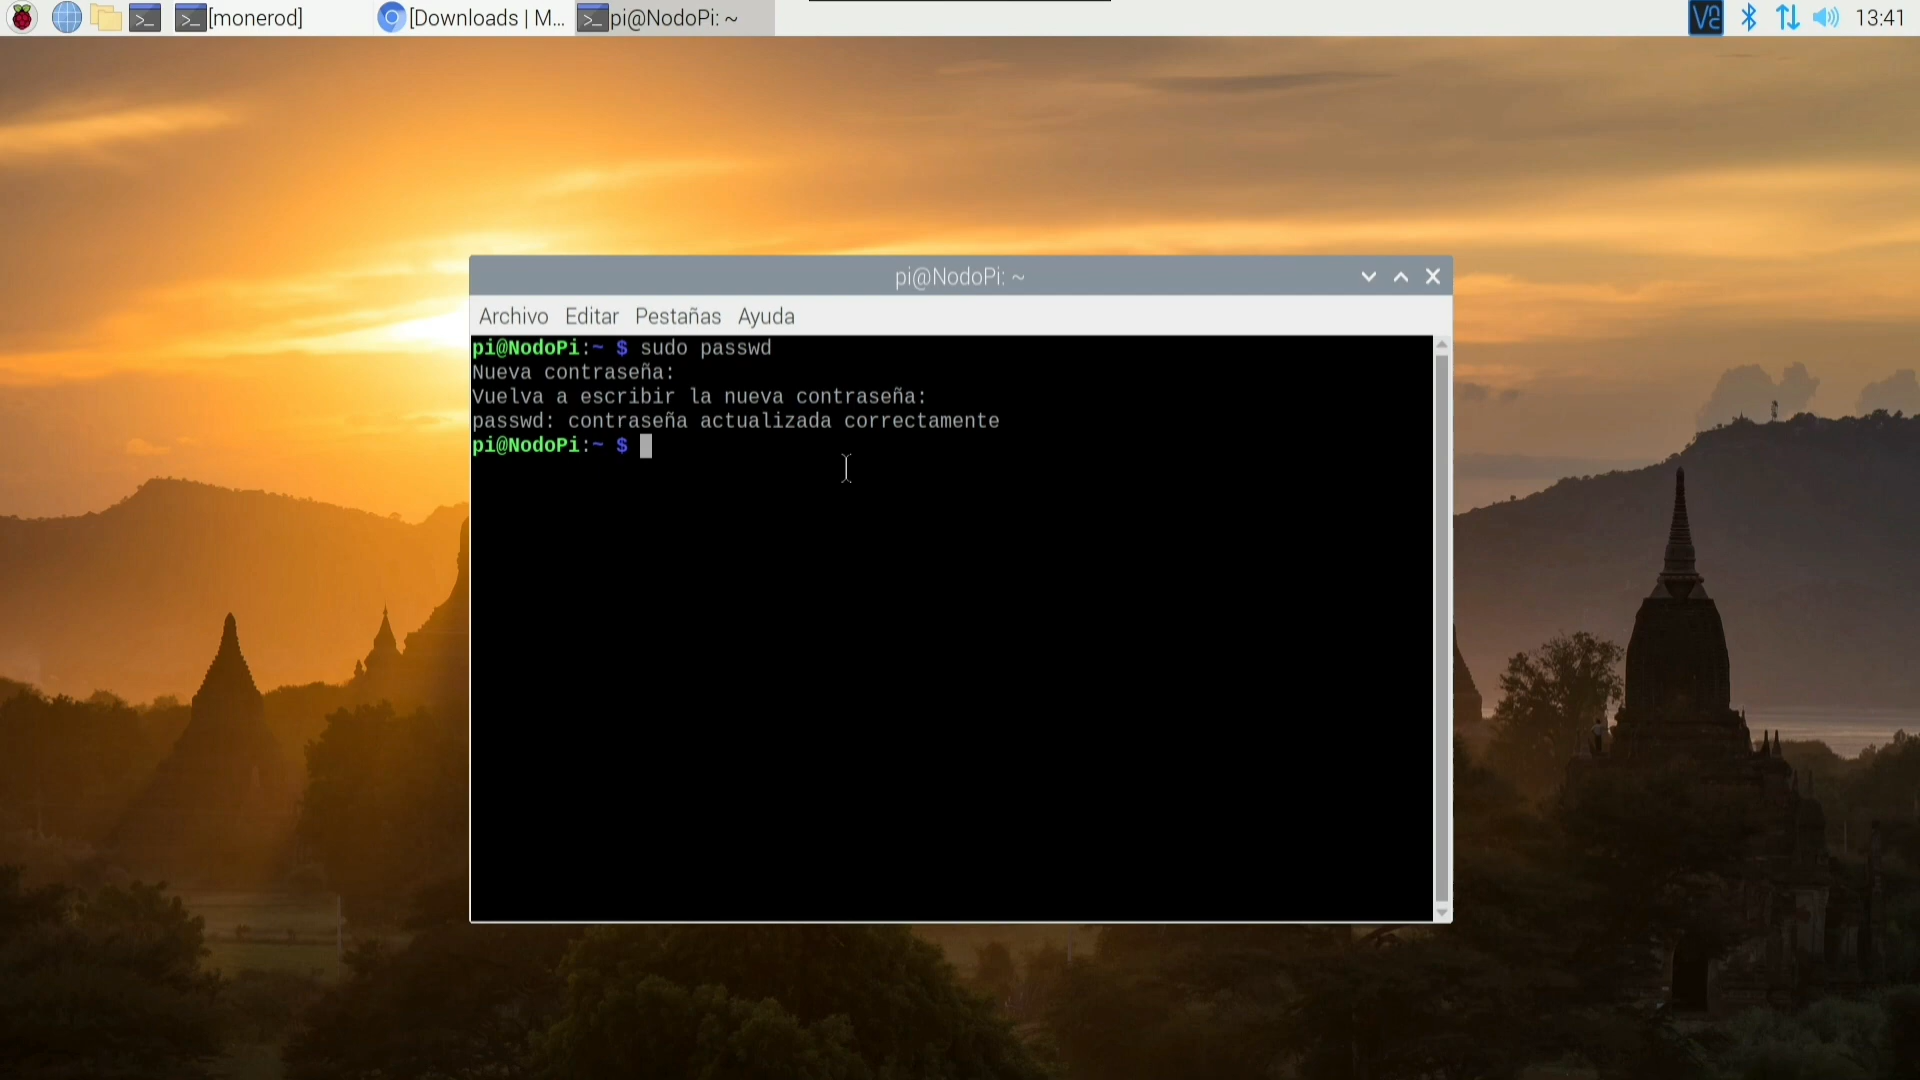 [monerod]
[Downloads | M...
pi@NodoPi: ~
13:41
pi@NodoPi: ~
Archivo Editar Pestañas Ayuda
pi@NodoPi:~ $ sudo passwd
Nueva contraseña:
Vuelva a escribir la nueva contraseña:
passwd: contraseña actualizada correctamente
pi@NodoPi:~ $